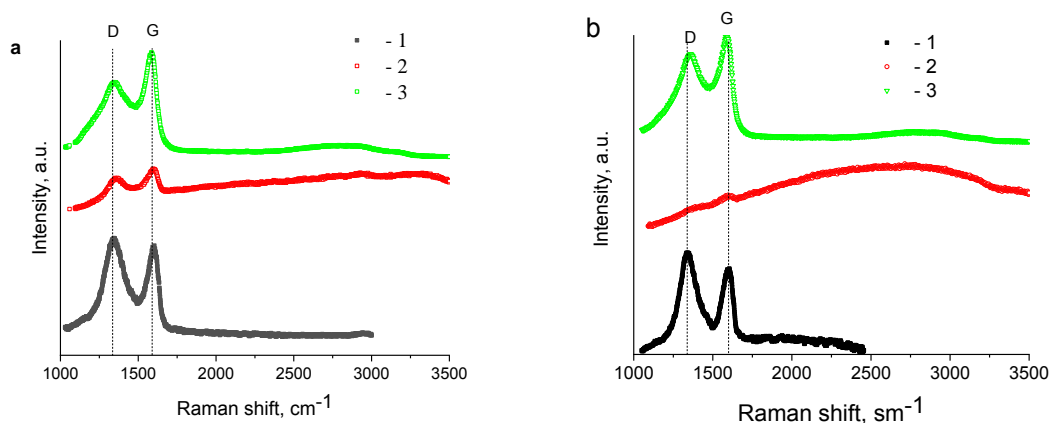 a
D G
- 1
- 2
- 3
Intensity, a.u.
1000 1500 2000 2500 3000 3500
Raman shift, cm-1
b
D G
- 1
- 2
- 3
Intensity, a.u.
1000 1500 2000 2500 3000 3500
Raman shift, sm-1